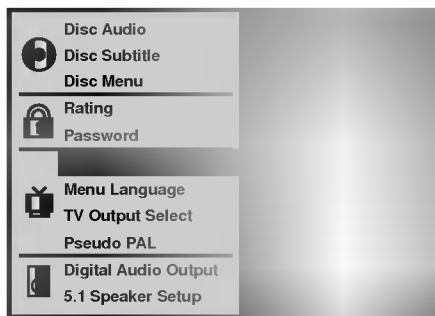 Disc Audio
Disc Subtitle
Disc Menu
Rating
Password
Menu Language
TV Output Select
Pseudo PAL
Digital Audio Output
5.1 Speaker Setup